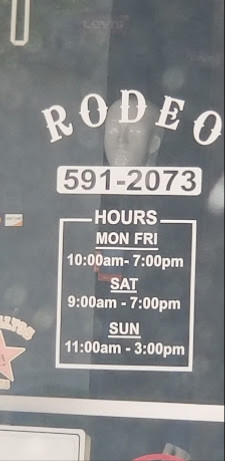 LEVI'S
RODEO
591-2073
HOURS
MON FRI
10:00am- 7:00pm
SAT
9:00am - 7:00pm
SUN
11:00am - 3:00pm